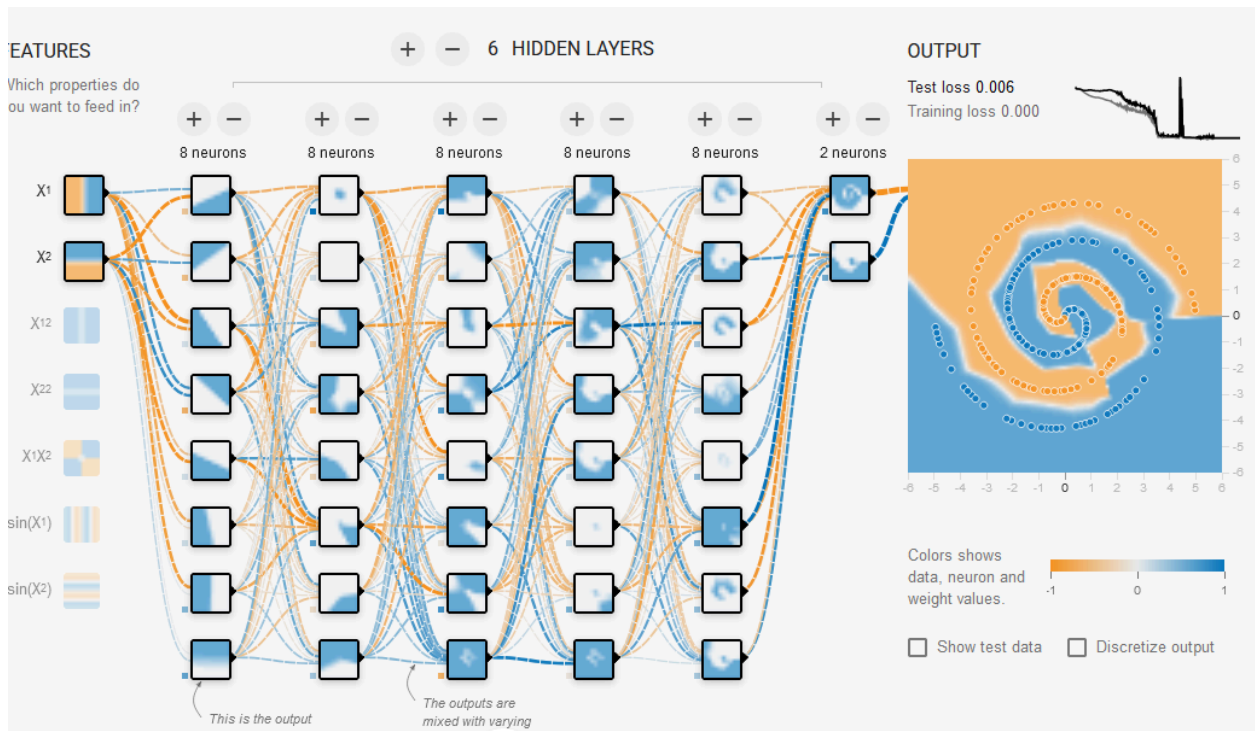 FEATURES
Which properties do
you want to feed in?
+ − 6 HIDDEN LAYERS
+ − + − + − + − + − + −
8 neurons 8 neurons 8 neurons 8 neurons 8 neurons 2 neurons
X1
X2
X12
X22
X1X2
sin(X1)
sin(X2)
This is the output
The outputs are
mixed with varying
OUTPUT
Test loss 0.006
Training loss 0.000
6
5
4
3
2
1
0
-1
-2
-3
-4
-5
-6
-6 -5 -4 -3 -2 -1 0 1 2 3 4 5 6
Colors shows
data, neuron and
weight values.
-1 0 1
Show test data Discretize output